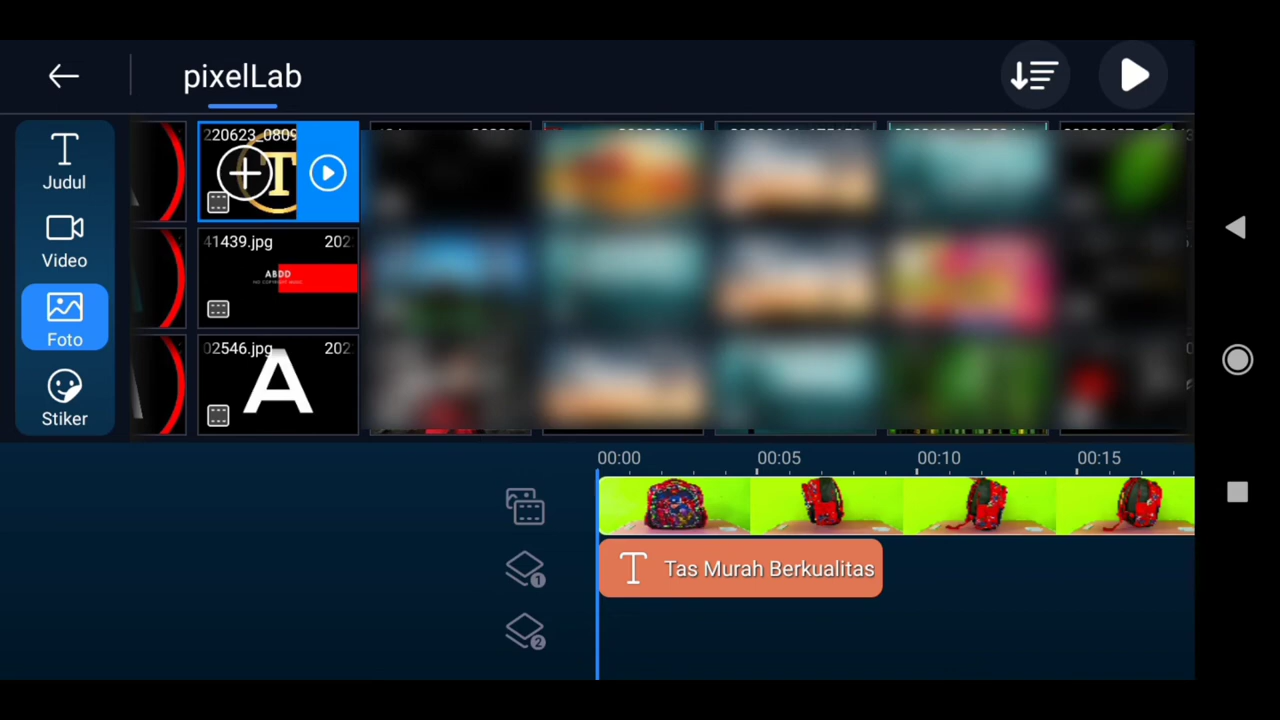 pixelLab
Judul
Video
Foto
Stiker
220623_0809
T
41439.jpg 202
ABDD
02546.jpg 202
A
00:00 00:05 00:10 00:15
T Tas Murah Berkualitas
1
2